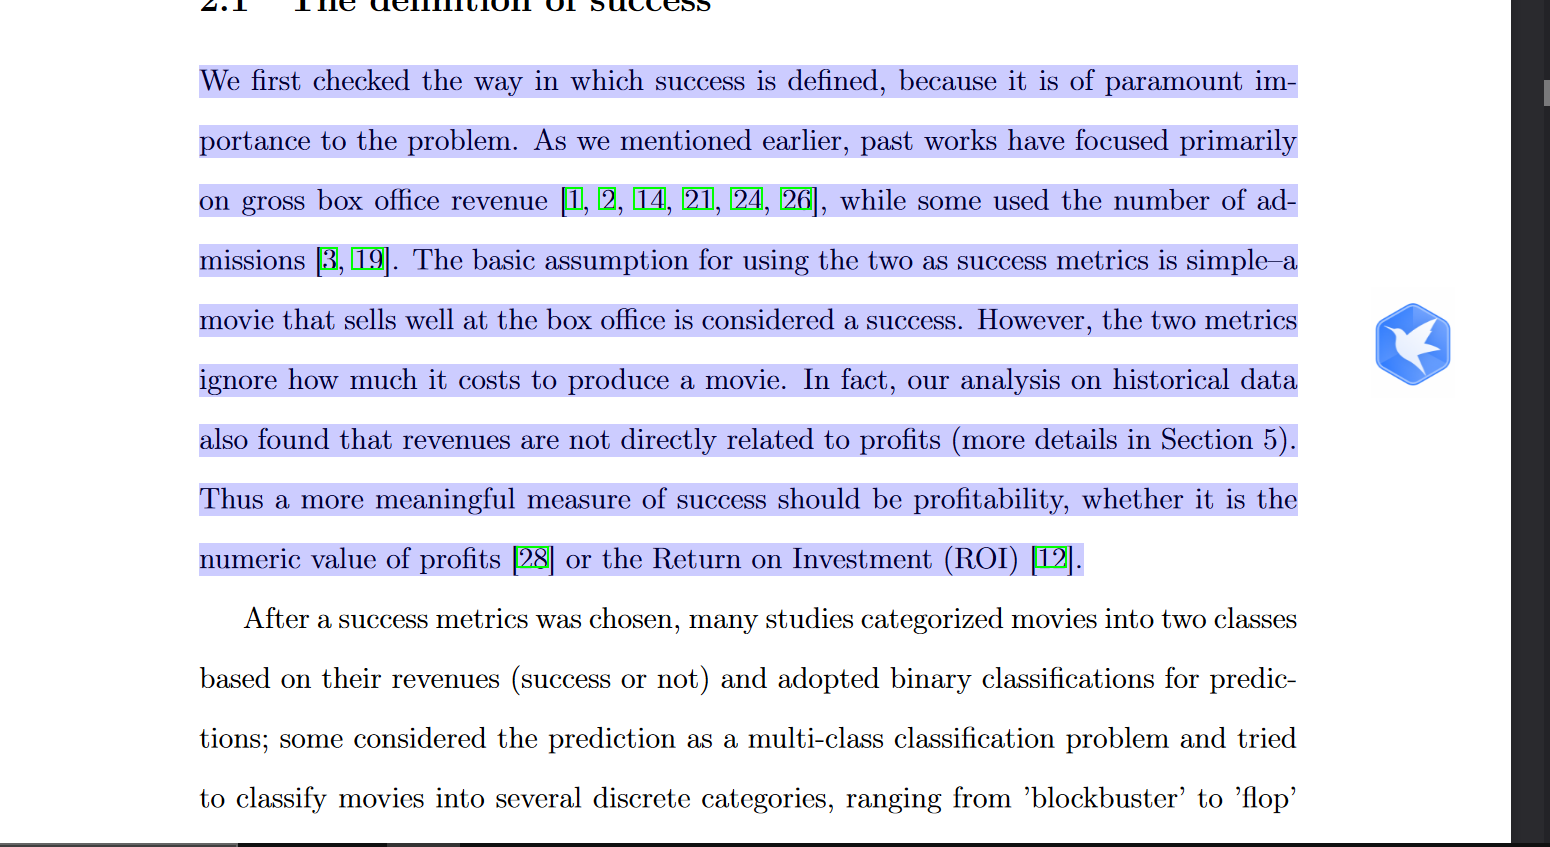 2.1 The definition of success
We first checked the way in which success is defined, because it is of paramount im-
portance to the problem. As we mentioned earlier, past works have focused primarily
on gross box office revenue [1, 2, 14, 21, 24, 26], while some used the number of ad-
missions [3, 19]. The basic assumption for using the two as success metrics is simple–a
movie that sells well at the box office is considered a success. However, the two metrics
ignore how much it costs to produce a movie. In fact, our analysis on historical data
also found that revenues are not directly related to profits (more details in Section 5).
Thus a more meaningful measure of success should be profitability, whether it is the
numeric value of profits [28] or the Return on Investment (ROI) [12].
After a success metrics was chosen, many studies categorized movies into two classes
based on their revenues (success or not) and adopted binary classifications for predic-
tions; some considered the prediction as a multi-class classification problem and tried
to classify movies into several discrete categories, ranging from ’blockbuster’ to ’flop’